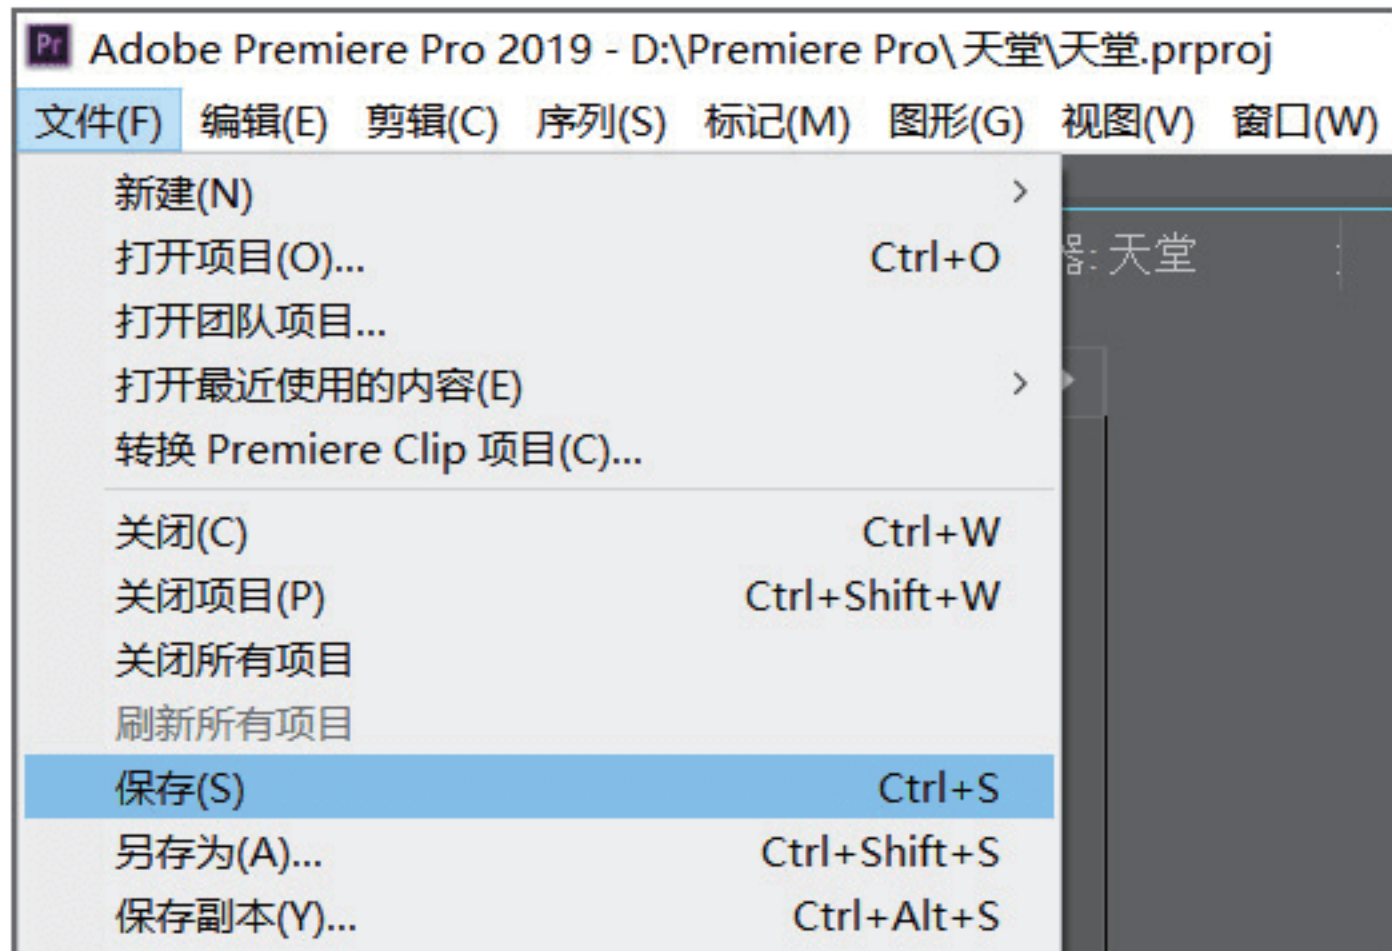 Pr Adobe Premiere Pro 2019 - D:\Premiere Pro\天堂\天堂.prproj
文件(F) 编辑(E) 剪辑(C) 序列(S) 标记(M) 图形(G) 视图(V) 窗口(W)
新建(N)
打开项目(O)... Ctrl+O
器: 天堂
打开团队项目...
打开最近使用的内容(E)
转换 Premiere Clip 项目(C)...
关闭(C) Ctrl+W
关闭项目(P) Ctrl+Shift+W
关闭所有项目
刷新所有项目
保存(S) Ctrl+S
另存为(A)... Ctrl+Shift+S
保存副本(Y)... Ctrl+Alt+S